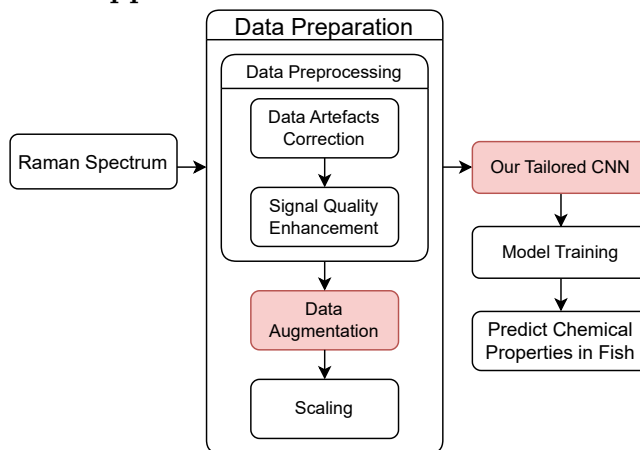 Data Preparation
Data Preprocessing
Data Artefacts
Correction
Signal Quality
Enhancement
Data
Augmentation
Scaling
Raman Spectrum
Our Tailored CNN
Model Training
Predict Chemical
Properties in Fish